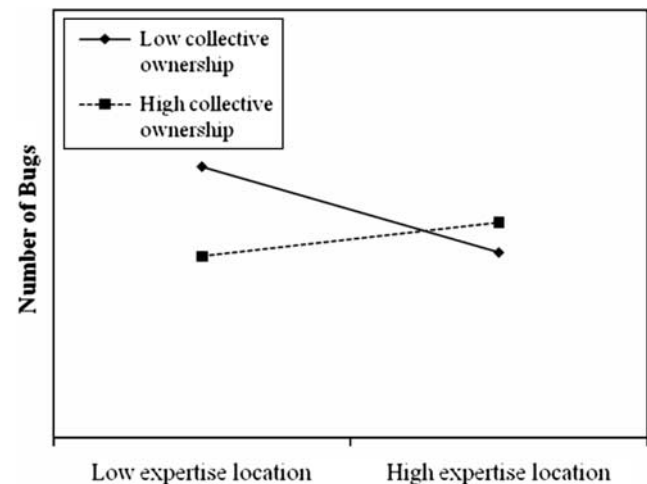 Low collective
ownership
High collective
ownership
Number of Bugs
Low expertise location
High expertise location